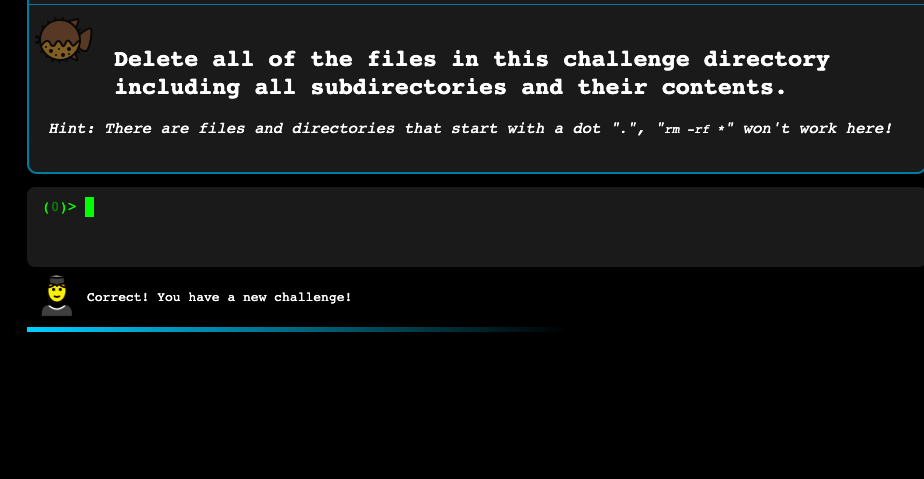 Delete all of the files in this challenge directory
including all subdirectories and their contents.
Hint: There are files and directories that start with a dot ".", "rm -rf *" won't work here!
(0)>
Correct! You have a new challenge!